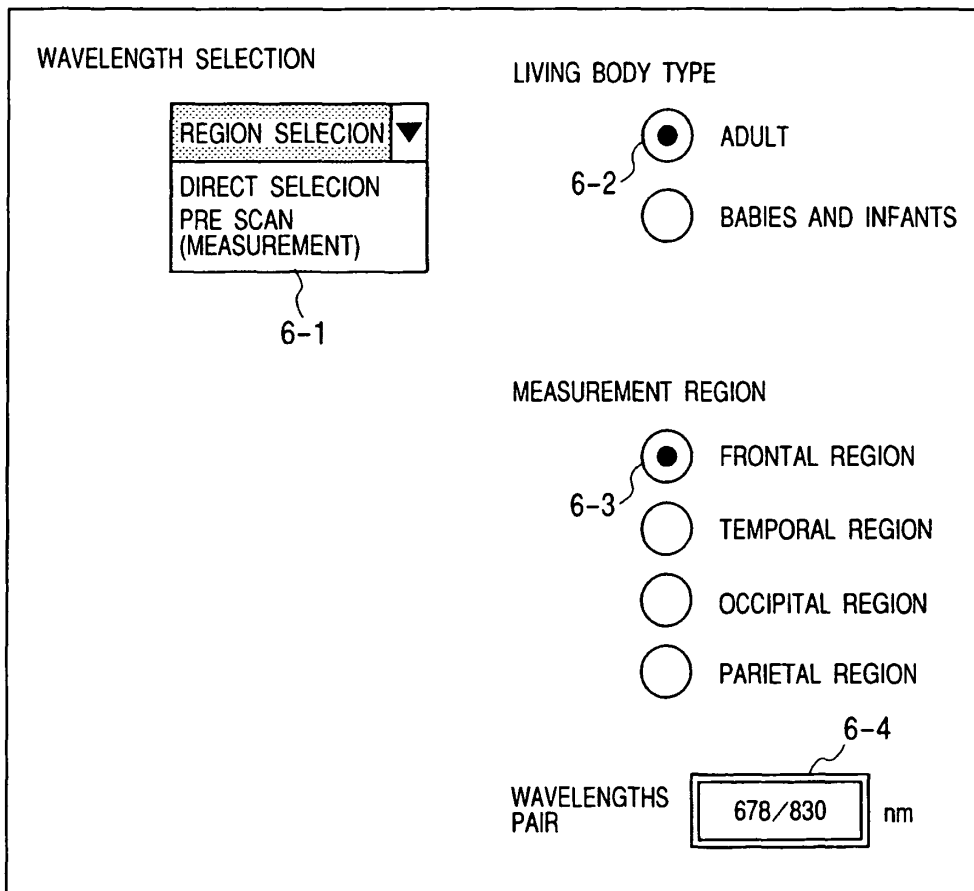 WAVELENGTH SELECTION
REGION SELECION
DIRECT SELECION
PRE SCAN
(MEASUREMENT)
6-1
LIVING BODY TYPE
ADULT
6-2
BABIES AND INFANTS
MEASUREMENT REGION
FRONTAL REGION
6-3
TEMPORAL REGION
OCCIPITAL REGION
PARIETAL REGION
6-4
WAVELENGTHS
PAIR
678/830
nm